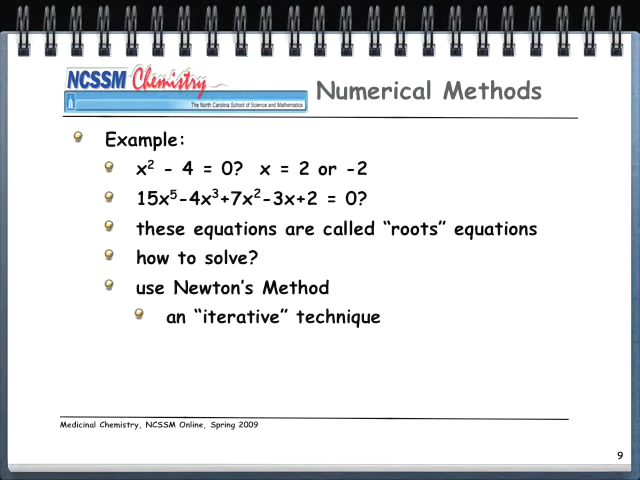 NCSSM Chemistry
The North Carolina School of Science and Mathematics
Numerical Methods
Example:
x² - 4 = 0?  x = 2 or -2
15x⁵-4x³+7x²-3x+2 = 0?
these equations are called “roots” equations
how to solve?
use Newton’s Method
an “iterative” technique
Medicinal Chemistry, NCSSM Online, Spring 2009
9